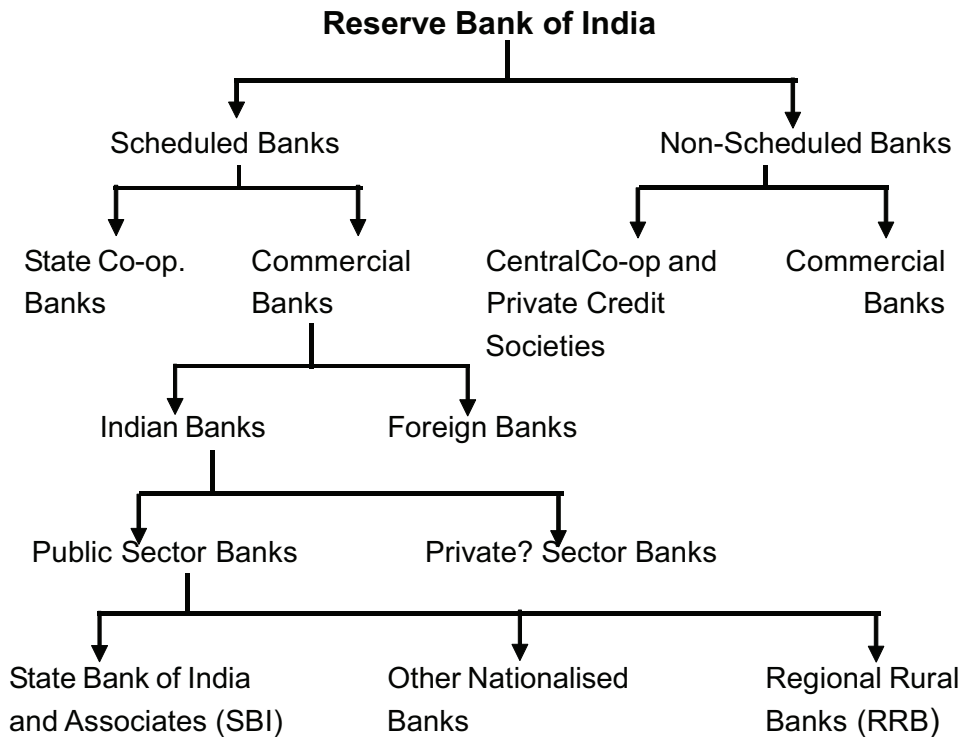 Reserve Bank of India
Scheduled Banks
Non-Scheduled Banks
State Co-op.
Banks
Commercial
Banks
CentralCo-op and
Private Credit
Societies
Commercial
Banks
Indian Banks
Foreign Banks
Public Sector Banks
Private? Sector Banks
State Bank of India
and Associates (SBI)
Other Nationalised
Banks
Regional Rural
Banks (RRB)